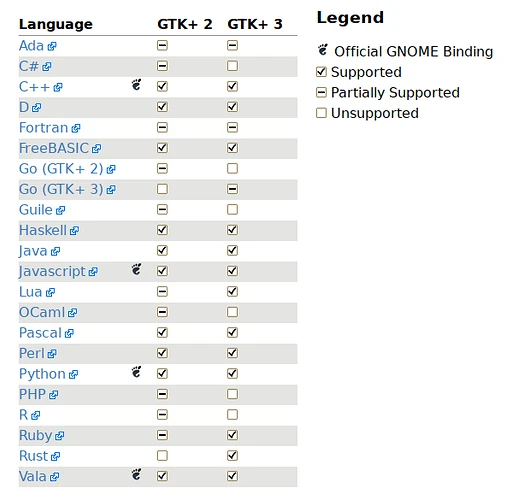 Language GTK+ 2 GTK+ 3
Ada
C#
C++
D
Fortran
FreeBASIC
Go (GTK+ 2)
Go (GTK+ 3)
Guile
Haskell
Java
Javascript
Lua
OCaml
Pascal
Perl
Python
PHP
R
Ruby
Rust
Vala
Legend
Official GNOME Binding
Supported
Partially Supported
Unsupported